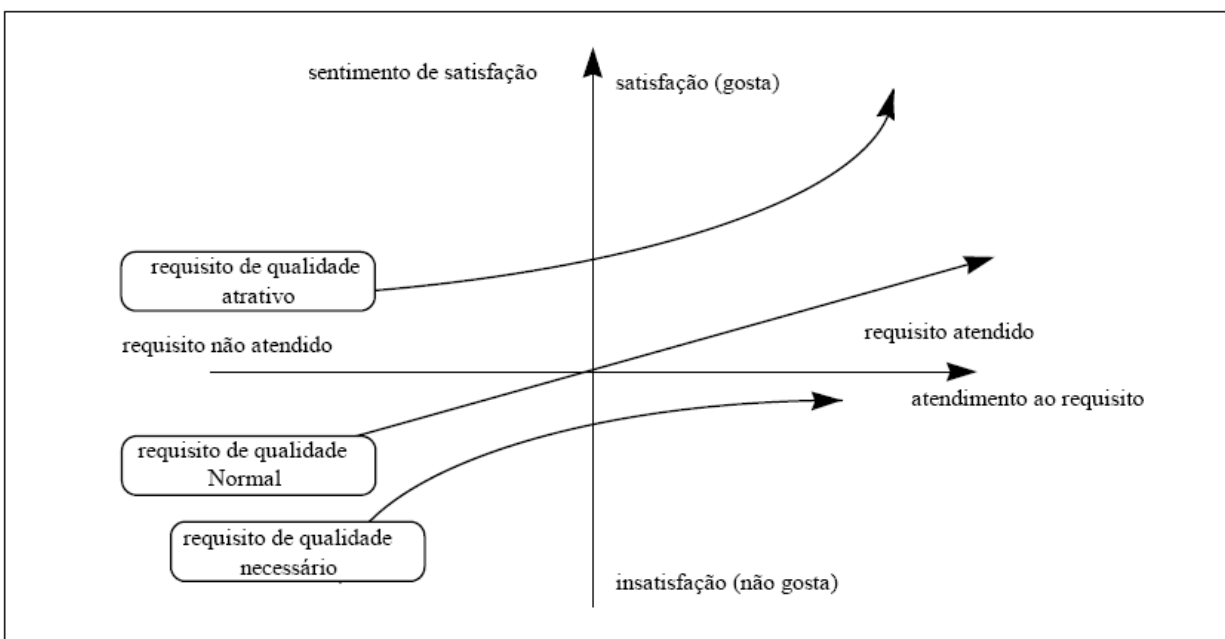 sentimento de satisfação
satisfação (gosta)
requisito de qualidade
atrativo
requisito não atendido
requisito atendido
atendimento ao requisito
requisito de qualidade
Normal
requisito de qualidade
necessário
insatisfação (não gosta)